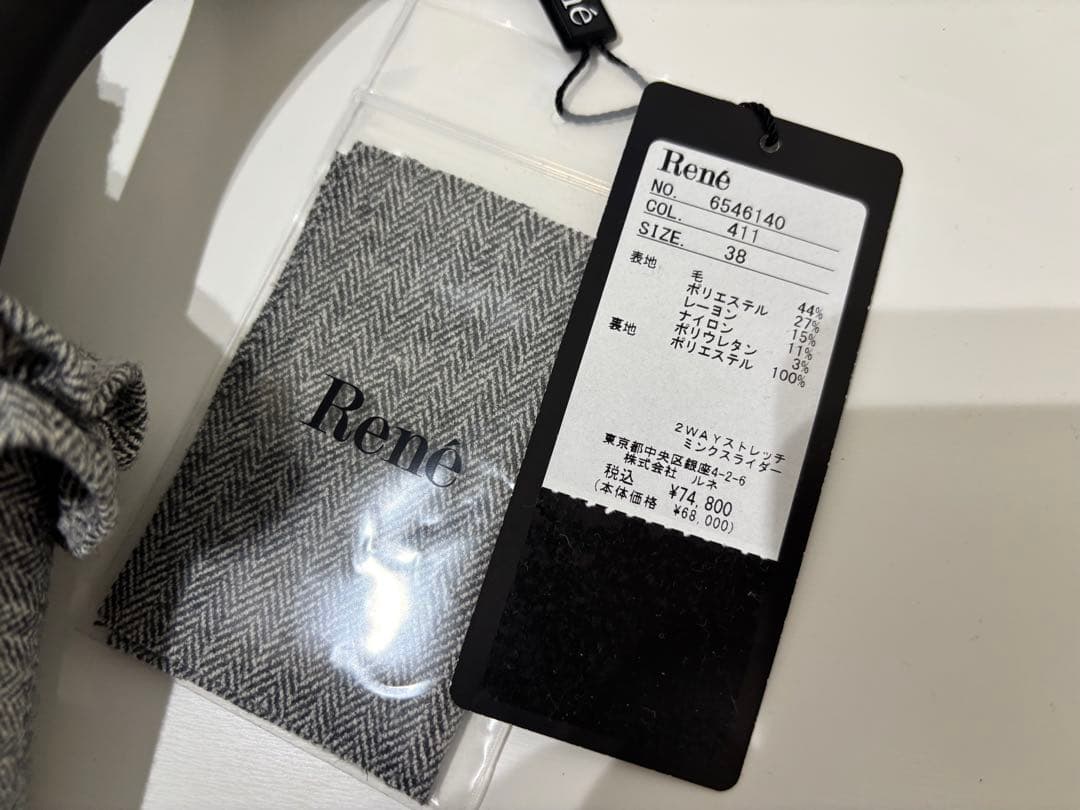 né
René
René
NO. 6546140
COL. 411
SIZE. 38
表地 毛 44%
ポリエステル 27%
レーヨン 15%
ナイロン 11%
ポリウレタン 3%
裏地 ポリエステル 100%
2WAYストレッチ
ミンクスライダー
東京都中央区銀座4-2-6
株式会社 ルネ
税込 ¥74,800
(本体価格 ¥68,000)